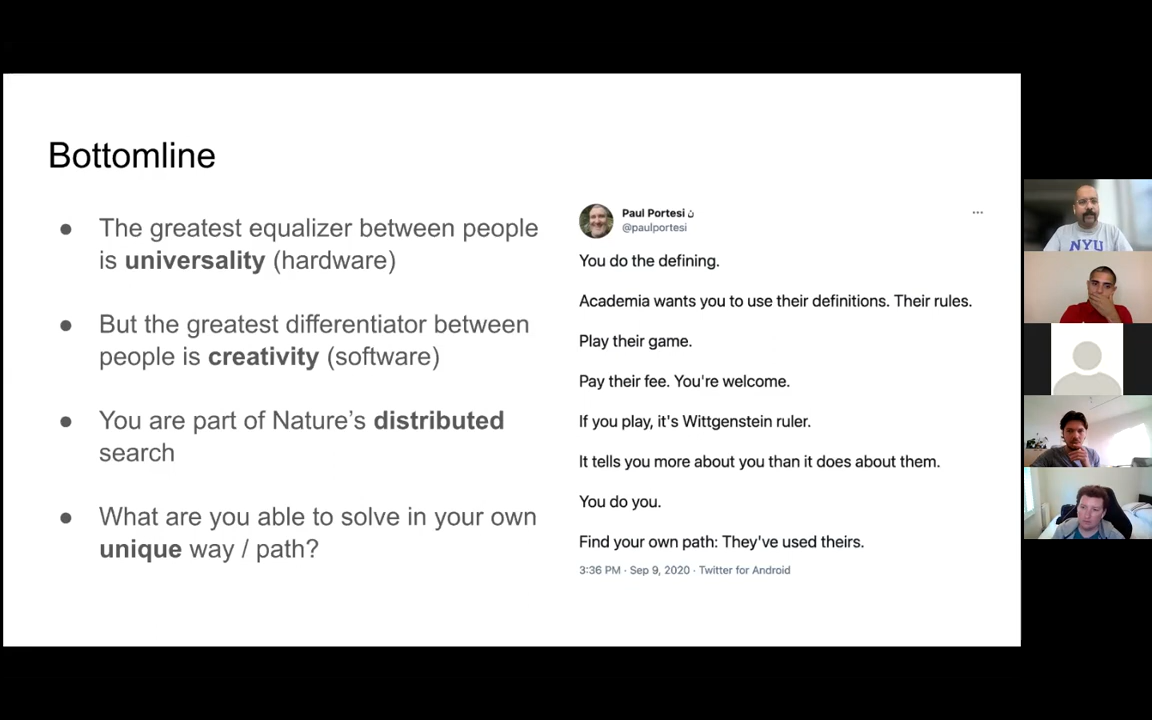 Bottomline
● The greatest equalizer between people
is universality (hardware)
● But the greatest differentiator between
people is creativity (software)
● You are part of Nature’s distributed
search
● What are you able to solve in your own
unique way / path?
Paul Portesi ن
@paulportesi
...
You do the defining.
Academia wants you to use their definitions. Their rules.
Play their game.
Pay their fee. You're welcome.
If you play, it's Wittgenstein ruler.
It tells you more about you than it does about them.
You do you.
Find your own path: They've used theirs.
3:36 PM · Sep 9, 2020 · Twitter for Android
NYU